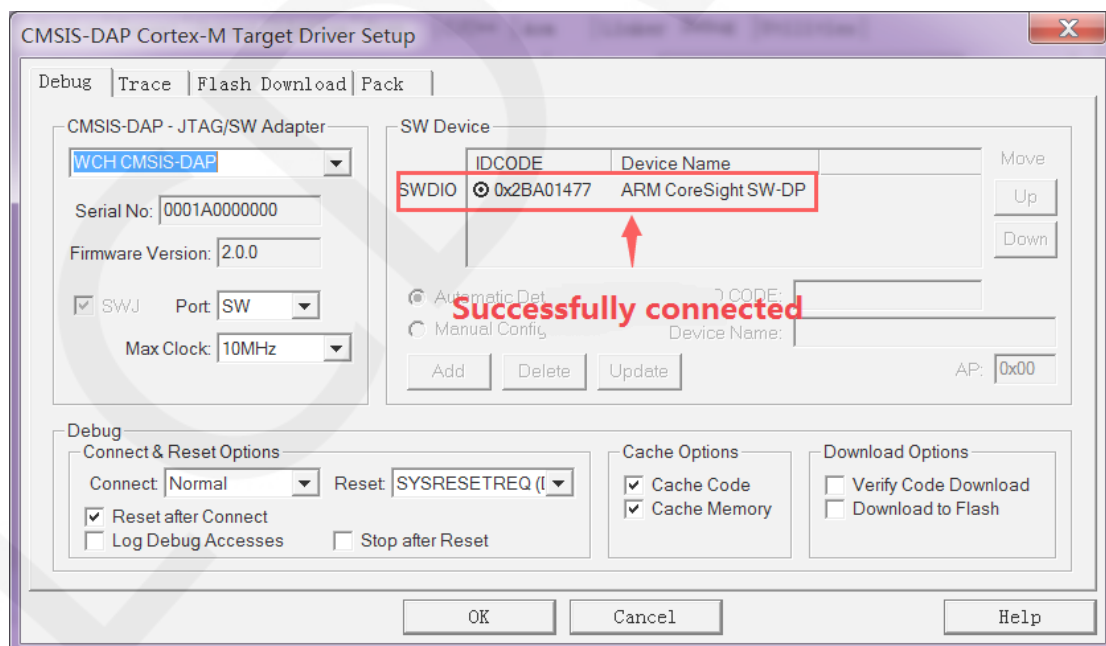 CMSIS-DAP Cortex-M Target Driver Setup
Debug Trace Flash Download Pack
CMSIS-DAP - JTAG/SW Adapter
WCH CMSIS-DAP
Serial No: 0001A0000000
Firmware Version: 2.0.0
SWJ Port: SW
Max Clock: 10MHz
SW Device
IDCODE Device Name
SWDIO 0x2BA01477 ARM CoreSight SW-DP
Move
Up
Down
Successfully connected
Automatic Det CODE:
Manual Config Device Name:
Add Delete Update AP: 0x00
Debug
Connect & Reset Options
Connect: Normal Reset: SYSRESETREQ (
Reset after Connect
Log Debug Accesses Stop after Reset
Cache Options
Cache Code
Cache Memory
Download Options
Verify Code Download
Download to Flash
OK Cancel Help